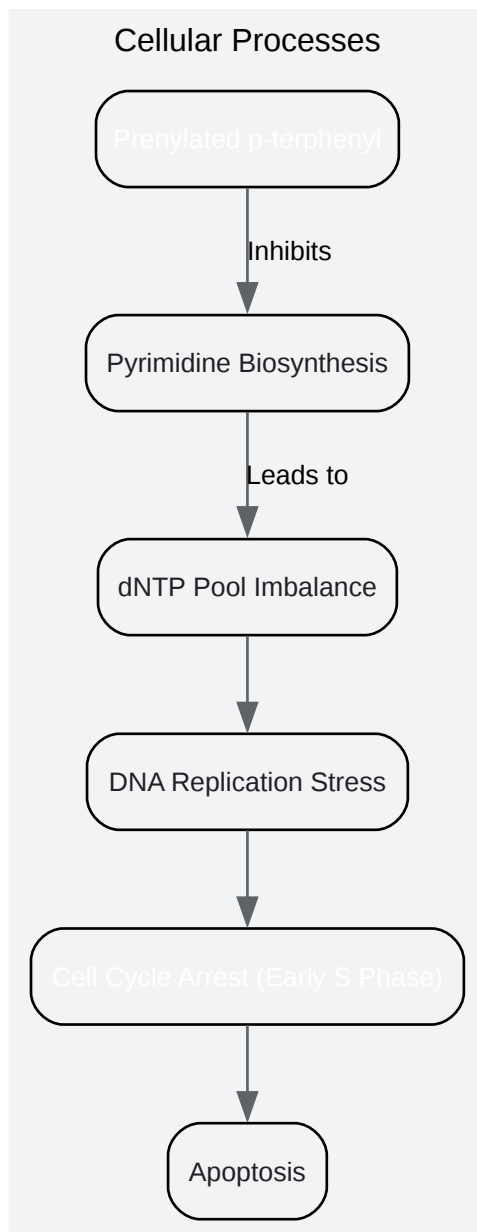 Cellular Processes
Prenylated p-terphenyl
Inhibits
Pyrimidine Biosynthesis
Leads to
dNTP Pool Imbalance
DNA Replication Stress
Cell Cycle Arrest (Early S Phase)
Apoptosis